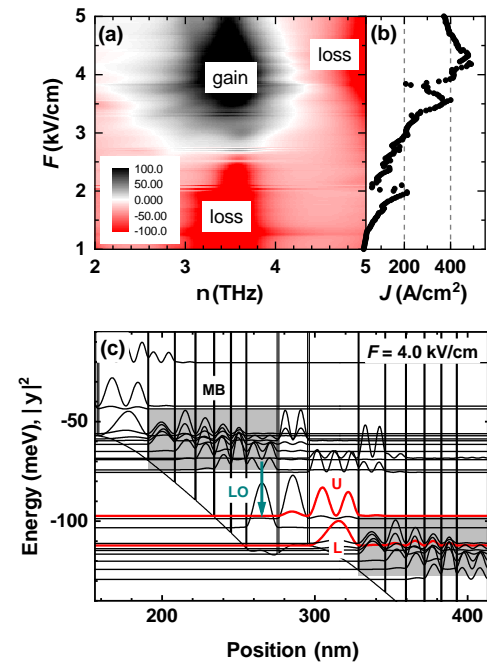 (a)
(b)
5
4
3
2
1
F (kV/cm)
gain
loss
loss
100.0
50.00
0.000
-50.00
-100.0
2
3
4
5
200
400
n (THz)
J (A/cm²)
(c)
F = 4.0 kV/cm
MB
LO
U
L
-50
-100
Energy (meV), |y|²
200
250
300
350
400
Position (nm)